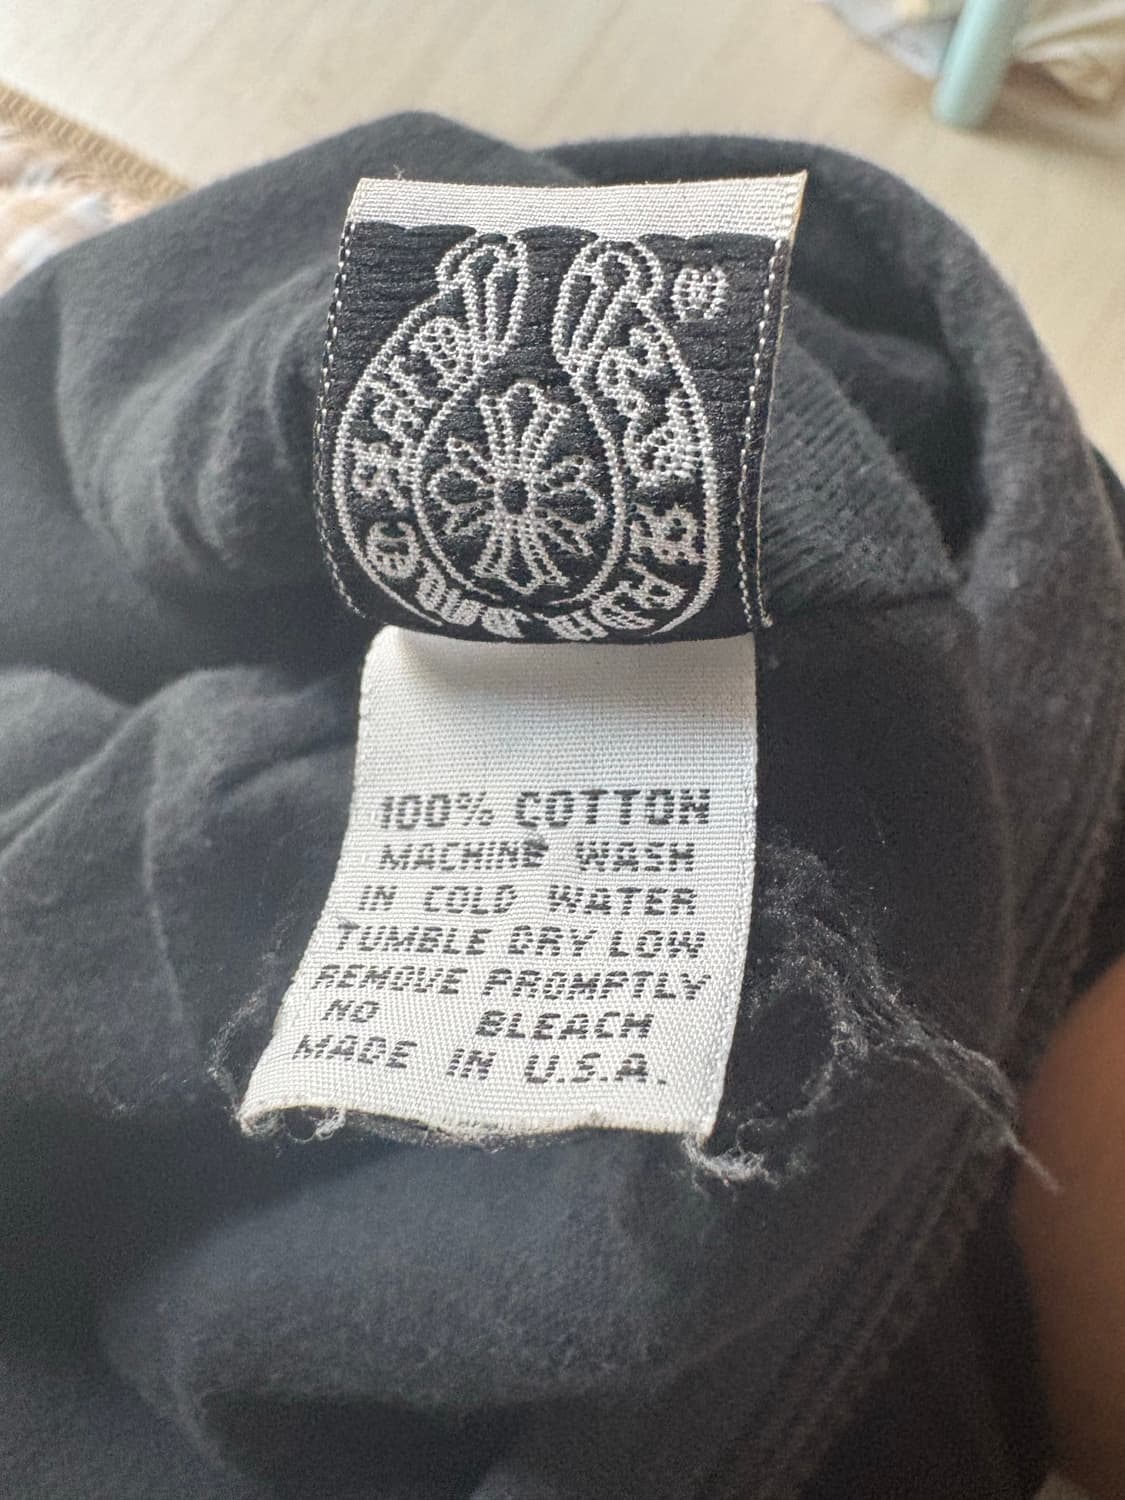 ®
100% COTTON
MACHINE WASH
IN COLD WATER
TUMBLE DRY LOW
REMOVE PROMPTLY
NO BLEACH
MADE IN U.S.A.